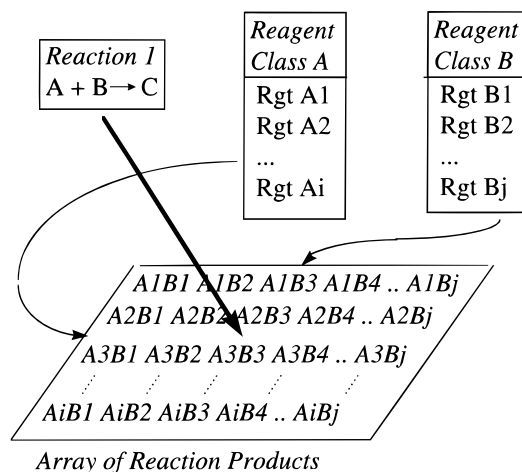 Reaction 1
A + B → C
Reagent
Class A
Rgt A1
Rgt A2
...
Rgt Ai
Reagent
Class B
Rgt B1
Rgt B2
...
Rgt Bj
A1B1 A1B2 A1B3 A1B4 .. A1Bj
A2B1 A2B2 A2B3 A2B4 .. A2Bj
A3B1 A3B2 A3B3 A3B4 .. A3Bj
AiB1 AiB2 AiB3 AiB4 .. AiBj
Array of Reaction Products